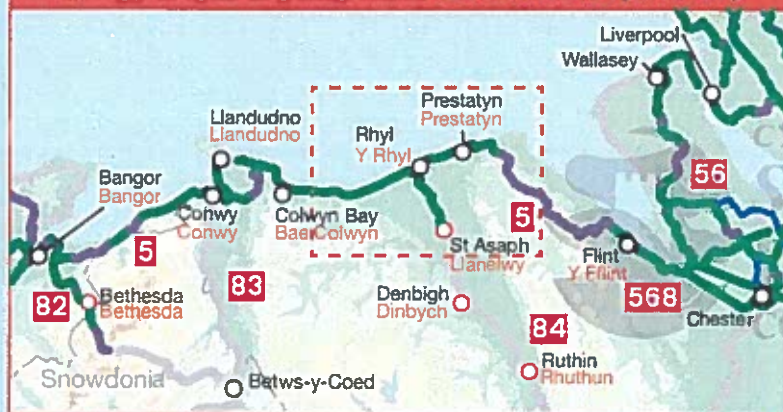 Liverpool
Wallasey
Prestatyn
Prestatyn
Llandudno
Llandudno
Rhyl
Y Rhyl
56
Bangor
Bangor
Conwy
Conwy
Colwyn Bay
Bae Colwyn
5
5
St Asaph
Llanelwy
Flint
Y Fflint
82
Bethesda
Bethesda
83
Denbigh
Dinbych
568
Chester
84
Snowdonia
Betws-y-Coed
Ruthin
Rhuthun